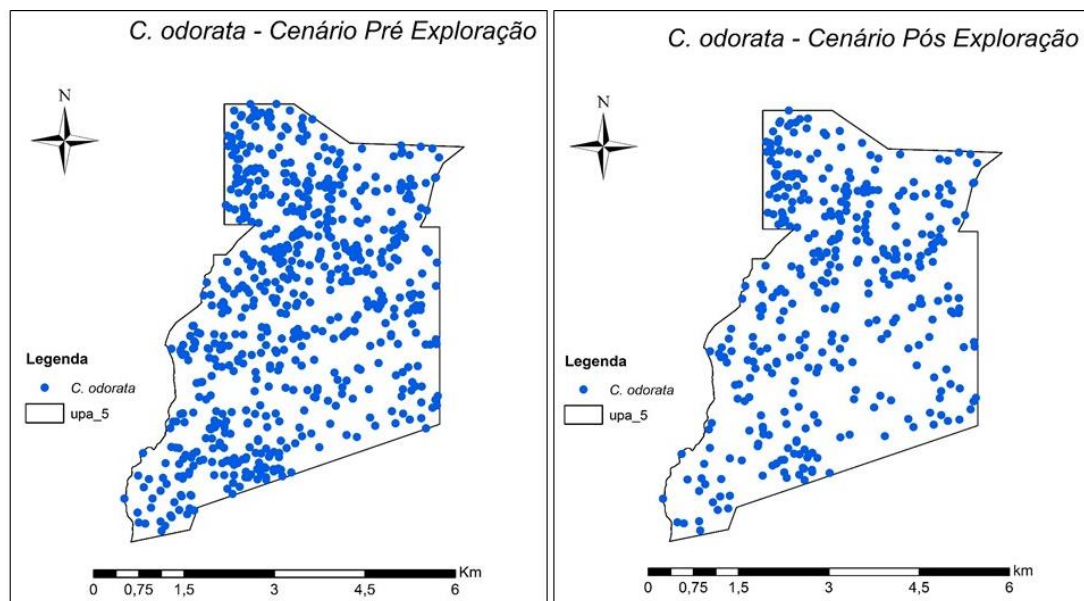 C. odorata - Cenário Pré Exploração
N
Legenda
C. odorata
upa_5
Km
0 0,75 1,5 3 4,5 6
C. odorata - Cenário Pós Exploração
N
Legenda
C. odorata
upa_5
km
0 0,75 1,5 3 4,5 6